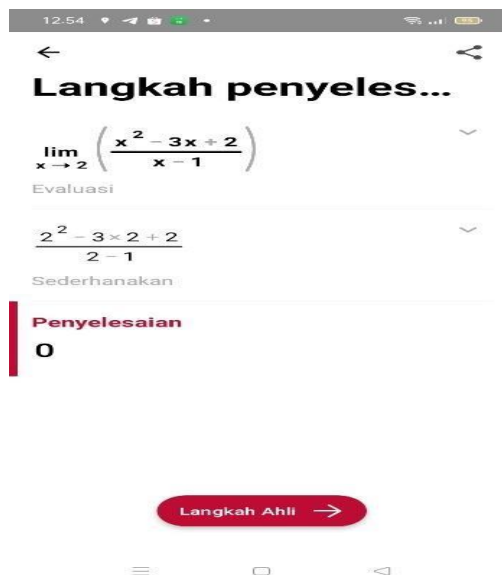 12.54
Langkah penyeles...
lim x → 2 (x² - 3x + 2 / x - 1)
Evaluasi
2² - 3 × 2 + 2 / 2 - 1
Sederhanakan
Penyelesaian
0
Langkah Ahli →